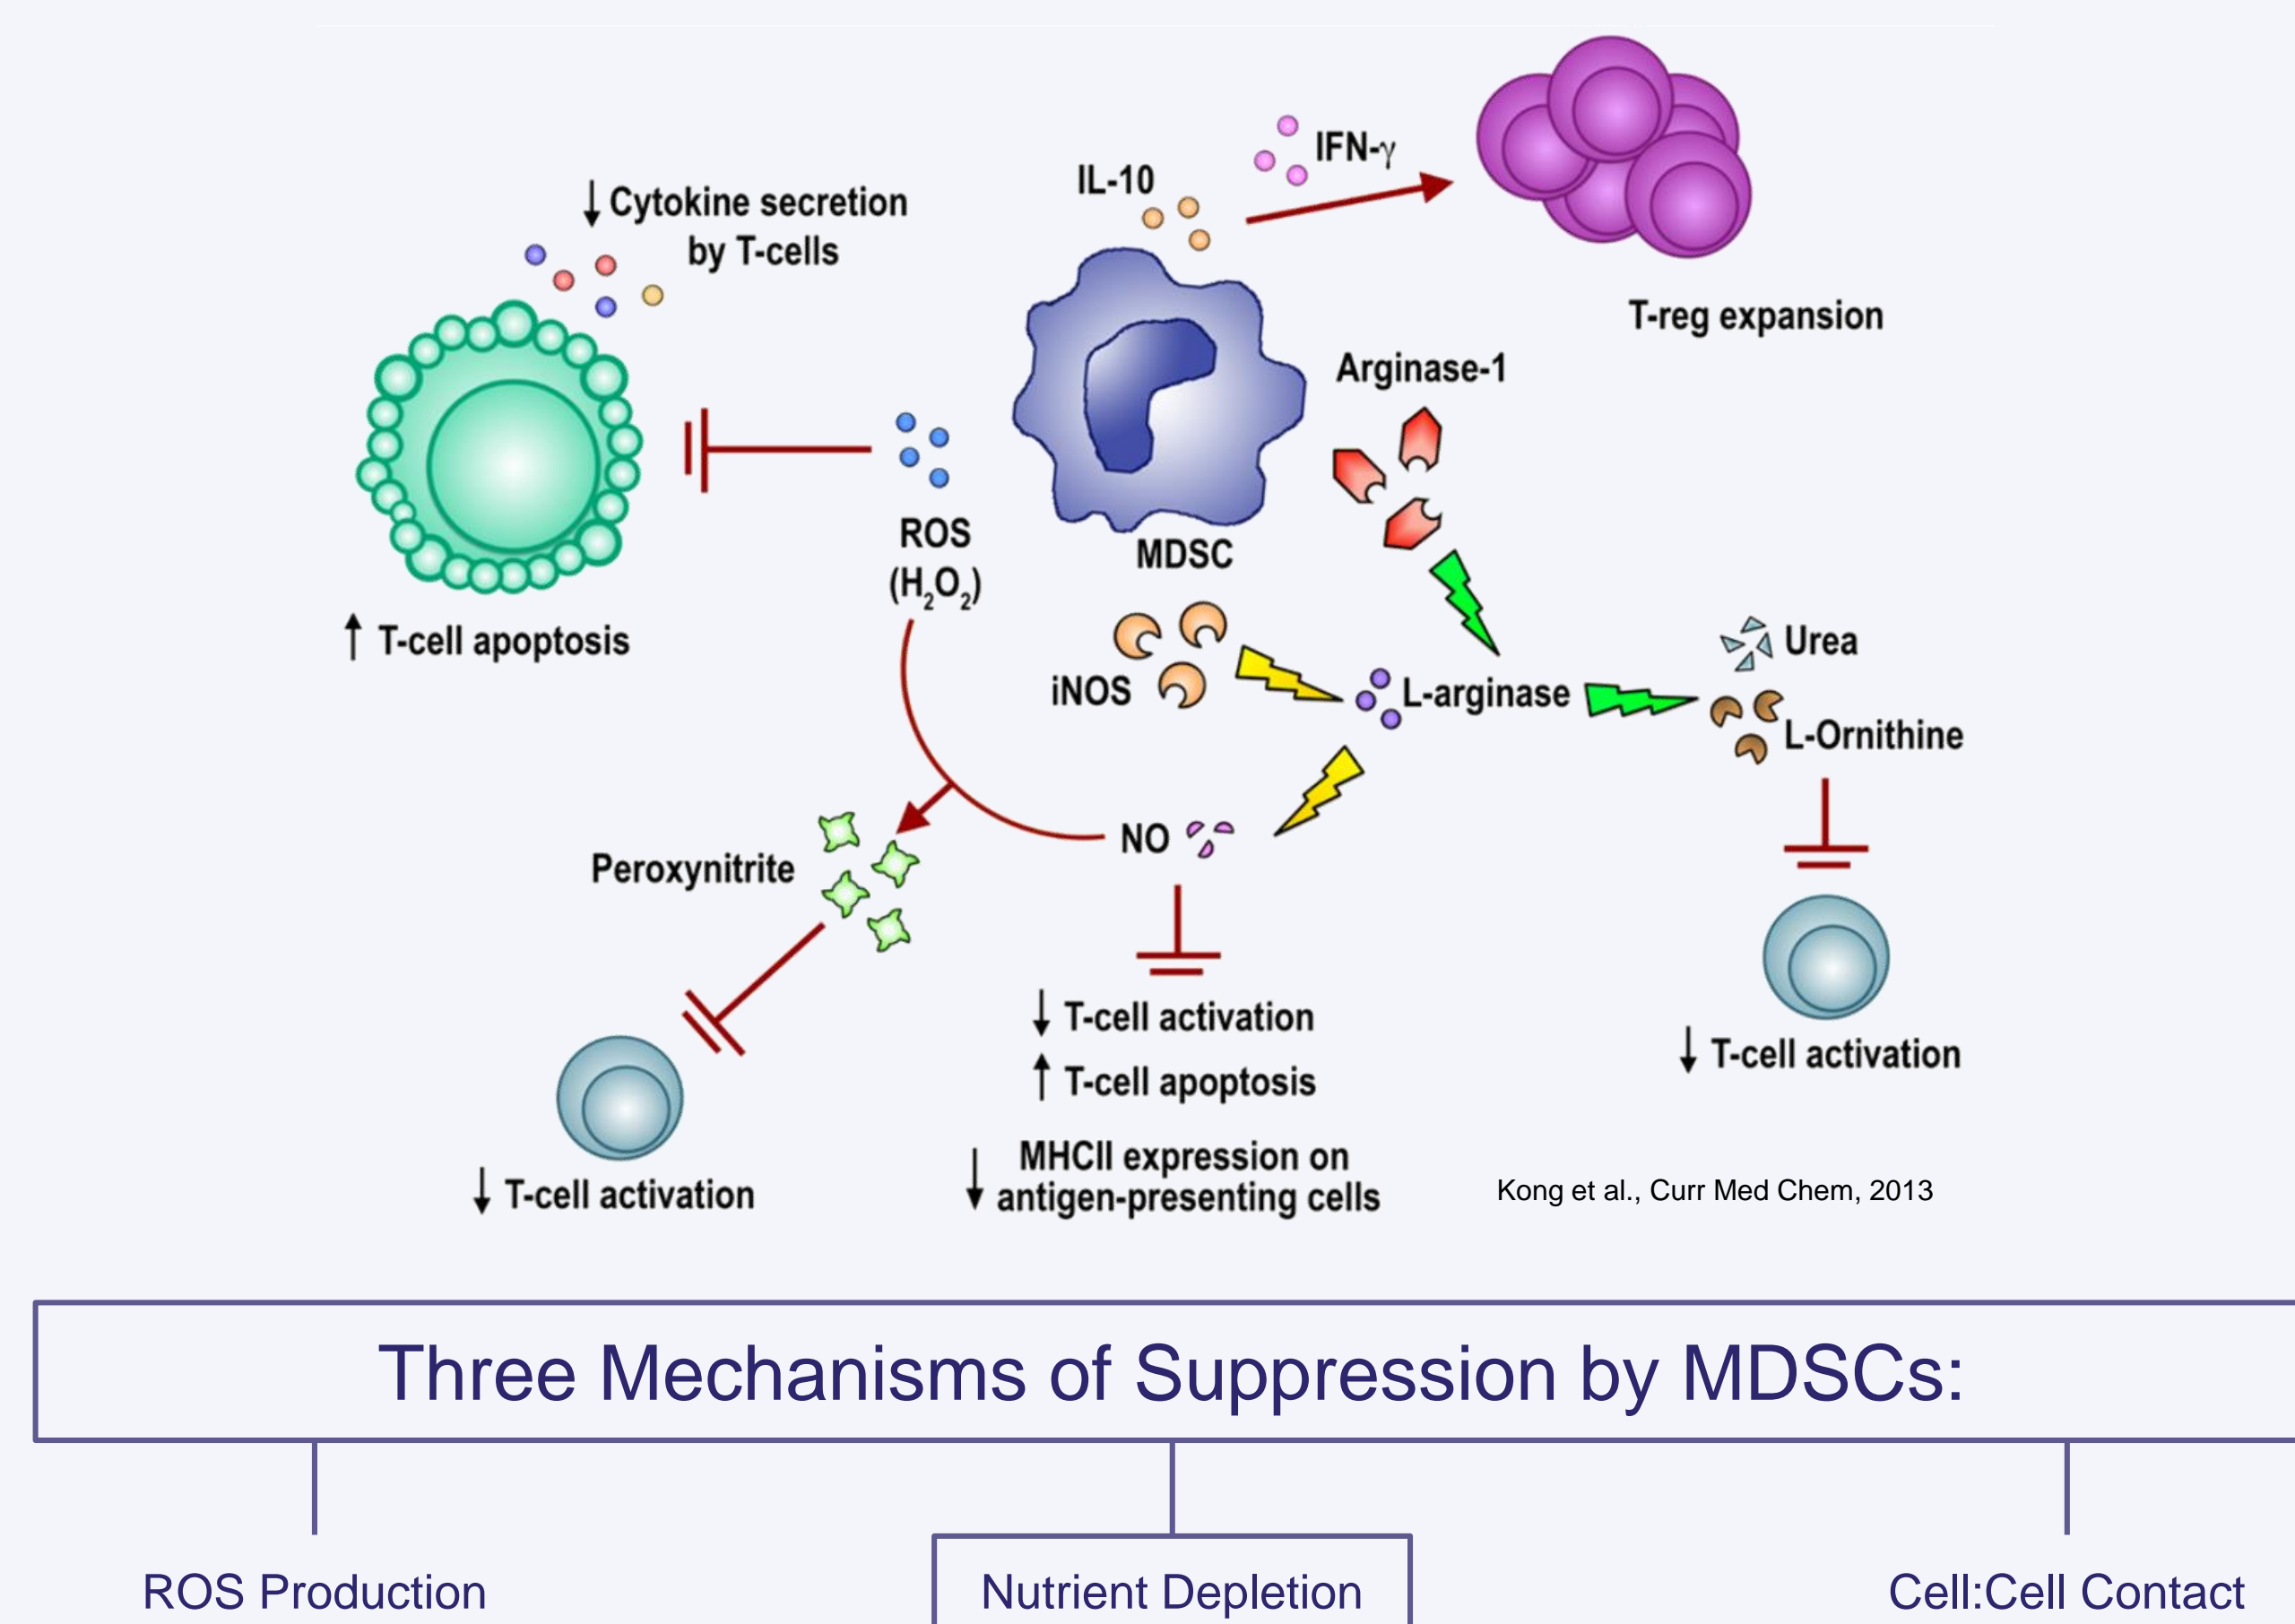 IFN-γ
IL-10
↓ Cytokine secretion
by T-cells
T-reg expansion
Arginase-1
ROS
(H₂O₂)
MDSC
↑ T-cell apoptosis
Urea
iNOS
L-arginase
L-Ornithine
NO
Peroxynitrite
↓ T-cell activation
↓ T-cell activation
↑ T-cell apoptosis
↓ MHCII expression on
antigen-presenting cells
↓ T-cell activation
Kong et al., Curr Med Chem, 2013
Three Mechanisms of Suppression by MDSCs:
ROS Production
Nutrient Depletion
Cell:Cell Contact